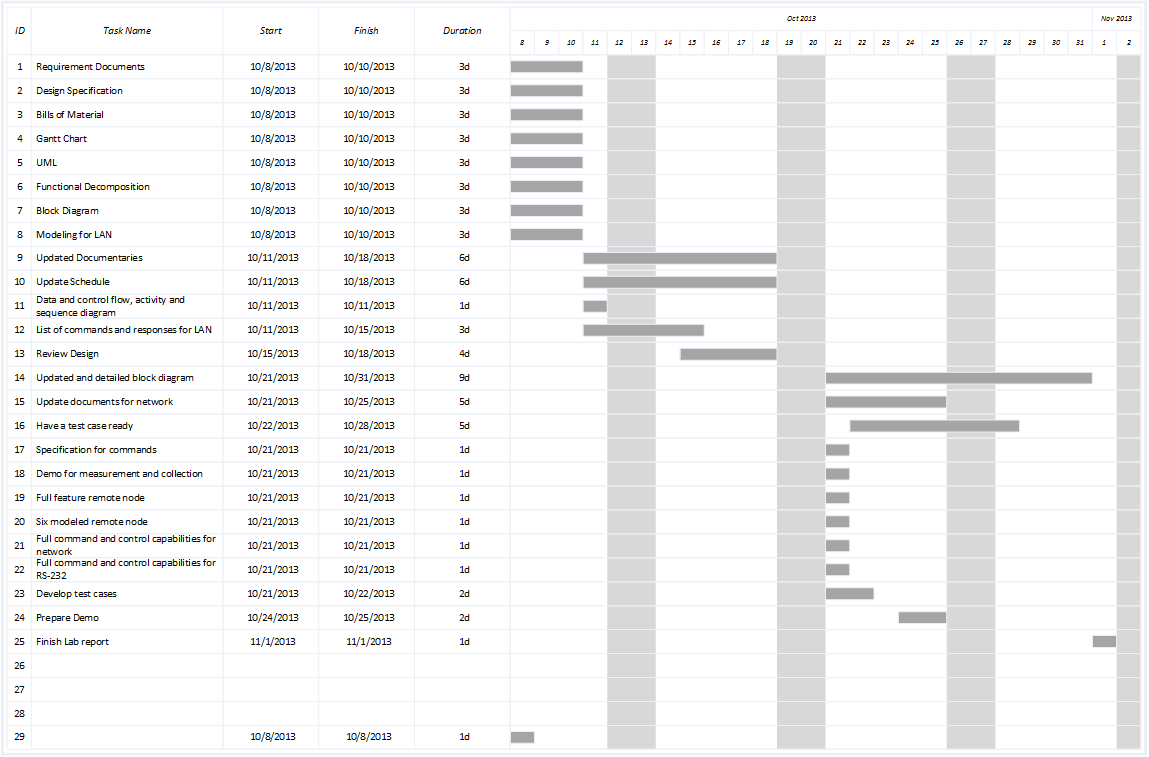 Oct 2013 Nov 2013
ID Task Name Start Finish Duration
8 9 10 11 12 13 14 15 16 17 18 19 20 21 22 23 24 25 26 27 28 29 30 31 1 2
1 Requirement Documents 10/8/2013 10/10/2013 3d
2 Design Specification 10/8/2013 10/10/2013 3d
3 Bills of Material 10/8/2013 10/10/2013 3d
4 Gantt Chart 10/8/2013 10/10/2013 3d
5 UML 10/8/2013 10/10/2013 3d
6 Functional Decomposition 10/8/2013 10/10/2013 3d
7 Block Diagram 10/8/2013 10/10/2013 3d
8 Modeling for LAN 10/8/2013 10/10/2013 3d
9 Updated Documentaries 10/11/2013 10/18/2013 6d
10 Update Schedule 10/11/2013 10/18/2013 6d
Data and control flow, activity and
11 10/11/2013 10/11/2013 1d
sequence diagram
12 List of commands and responses for LAN 10/11/2013 10/15/2013 3d
13 Review Design 10/15/2013 10/18/2013 4d
14 Updated and detailed block diagram 10/21/2013 10/31/2013 9d
15 Update documents for network 10/21/2013 10/25/2013 5d
16 Have a test case ready 10/22/2013 10/28/2013 5d
17 Specification for commands 10/21/2013 10/21/2013 1d
18 Demo for measurement and collection 10/21/2013 10/21/2013 1d
19 Full feature remote node 10/21/2013 10/21/2013 1d
20 Six modeled remote node 10/21/2013 10/21/2013 1d
Full command and control capabilities for
21 10/21/2013 10/21/2013 1d
network
Full command and control capabilities for
22 10/21/2013 10/21/2013 1d
RS-232
23 Develop test cases 10/21/2013 10/22/2013 2d
24 Prepare Demo 10/24/2013 10/25/2013 2d
25 Finish Lab report 11/1/2013 11/1/2013 1d
26
27
28
29 10/8/2013 10/8/2013 1d